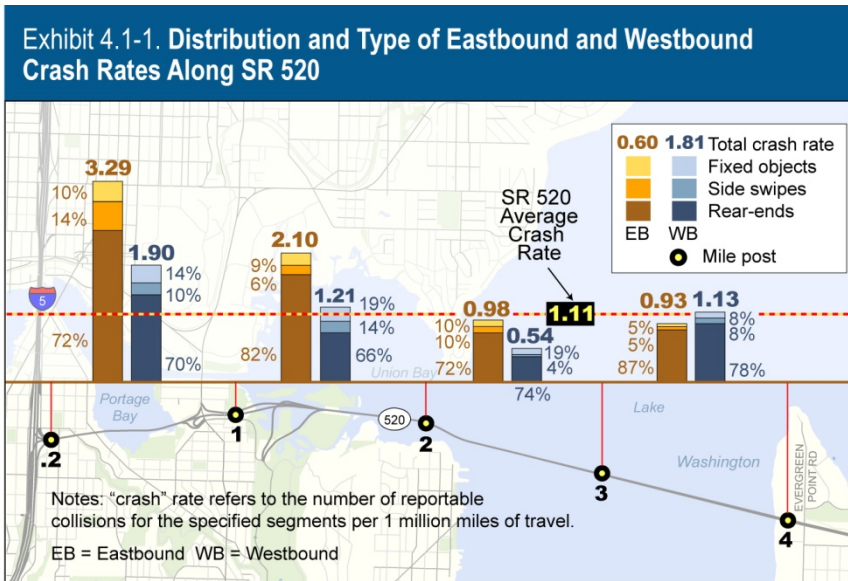 Exhibit 4.1-1. Distribution and Type of Eastbound and Westbound
Crash Rates Along SR 520
0.60 1.81 Total crash rate
Fixed objects
Side swipes
Rear-ends
EB WB
Mile post
SR 520
Average
Crash
Rate
1.11
3.29
10%
14%
72%
1.90
14%
10%
70%
2.10
9%
6%
82%
1.21
19%
14%
66%
0.98
10%
10%
72%
0.54
19%
4%
74%
0.93
5%
5%
87%
1.13
8%
8%
78%
5
Portage
Bay
Union Bay
Lake
Washington
520
EVERGREEN
POINT RD
.2
1
2
3
4
Notes: “crash” rate refers to the number of reportable
collisions for the specified segments per 1 million miles of travel.
EB = Eastbound WB = Westbound